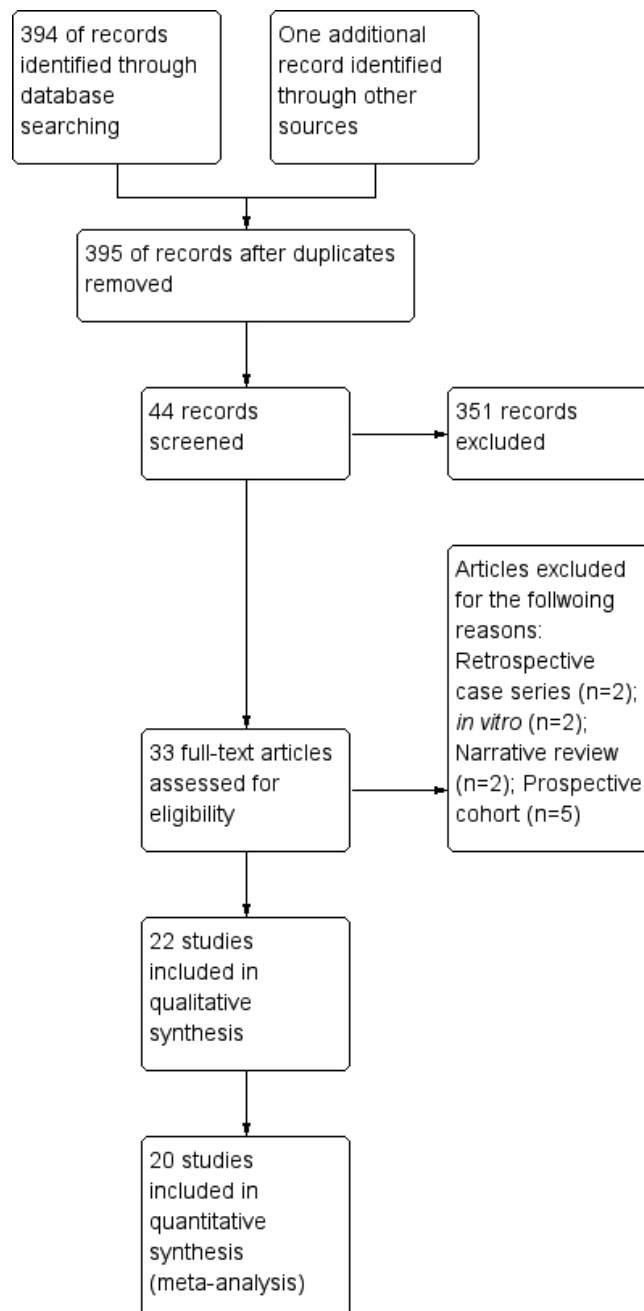 394 of records
identified through
database
searching
One additional
record identified
through other
sources
395 of records after duplicates
removed
44 records
screened
351 records
excluded
Articles excluded
for the follwoing
reasons:
Retrospective
case series (n=2);
in vitro (n=2);
Narrative review
(n=2); Prospective
cohort (n=5)
33 full-text articles
assessed for
eligibility
22 studies
included in
qualitative
synthesis
20 studies
included in
quantitative
synthesis
(meta-analysis)